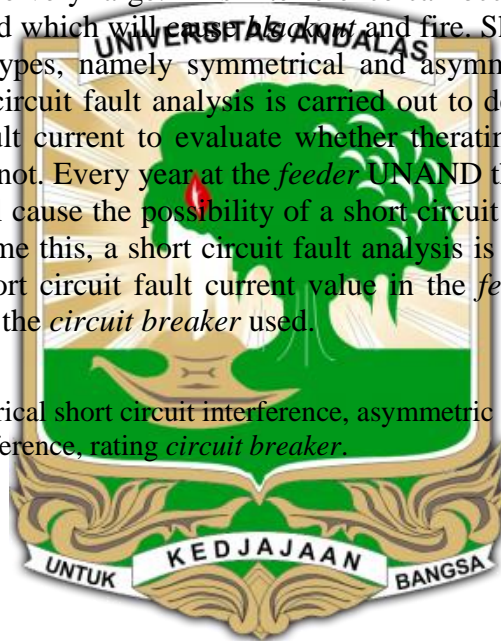 d which will cause blackout and fire. S
UNIVERSITAS ANDALAS
ypes, namely symmetrical and asymm
circuit fault analysis is carried out to d
ult current to evaluate whether therating
not. Every year at the feeder UNAND t
cause the possibility of a short circuit
me this, a short circuit fault analysis is
ort circuit fault current value in the fe
the circuit breaker used.
rical short circuit interference, asymmetric
ference, rating circuit breaker.
KEDJAJAAN
UNTUK
BANGSA